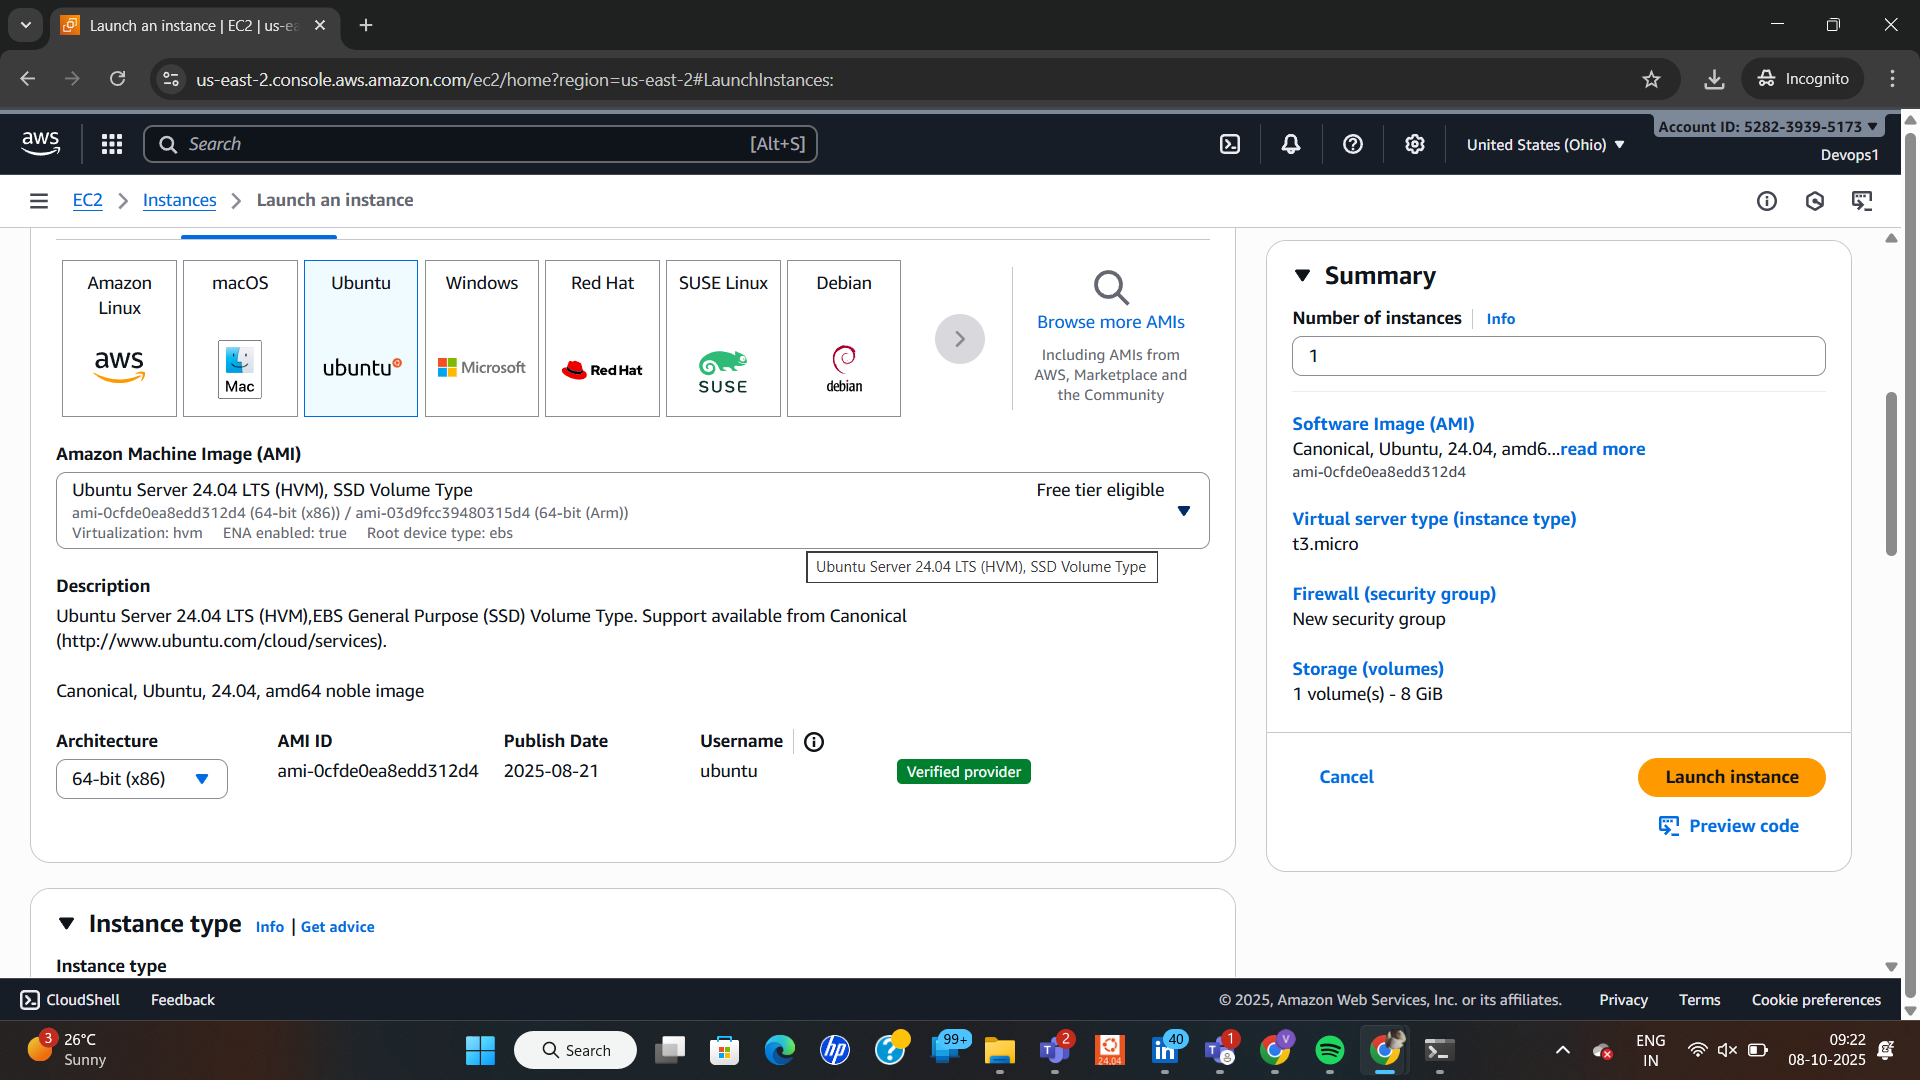 Launch an instance | EC2 | us-ea
us-east-2.console.aws.amazon.com/ec2/home?region=us-east-2#LaunchInstances:
Incognito
aws
Search
[Alt+S]
United States (Ohio)
Account ID: 5282-3939-5173
Devops1
EC2
Instances
Launch an instance
Amazon
Linux
aws
macOS
Mac
Ubuntu
ubuntu
Windows
Microsoft
Red Hat
Red Hat
SUSE Linux
SUSE
Debian
debian
Browse more AMIs
Including AMIs from
AWS, Marketplace and
the Community
Amazon Machine Image (AMI)
Ubuntu Server 24.04 LTS (HVM), SSD Volume Type
Free tier eligible
ami-0cfde0ea8edd312d4 (64-bit (x86)) / ami-03d9fcc39480315d4 (64-bit (Arm))
Virtualization: hvm ENA enabled: true Root device type: ebs
Ubuntu Server 24.04 LTS (HVM), SSD Volume Type
Description
Ubuntu Server 24.04 LTS (HVM),EBS General Purpose (SSD) Volume Type. Support available from Canonical
(http://www.ubuntu.com/cloud/services).
Canonical, Ubuntu, 24.04, amd64 noble image
Architecture
64-bit (x86)
AMI ID
ami-0cfde0ea8edd312d4
Publish Date
2025-08-21
Username
ubuntu
Verified provider
Instance type
Info | Get advice
Instance type
Summary
Number of instances
Info
1
Software Image (AMI)
Canonical, Ubuntu, 24.04, amd6...read more
ami-0cfde0ea8edd312d4
Virtual server type (instance type)
t3.micro
Firewall (security group)
New security group
Storage (volumes)
1 volume(s) - 8 GiB
Cancel
Launch instance
Preview code
CloudShell
Feedback
© 2025, Amazon Web Services, Inc. or its affiliates.
Privacy
Terms
Cookie preferences
3
26°C
Sunny
Search
hp
99+
2
24.04
in
40
1
V
ENG
IN
09:22
08-10-2025